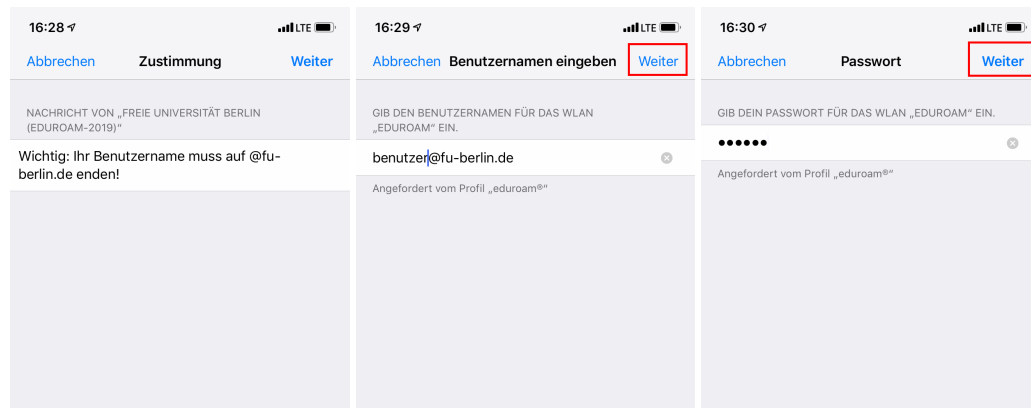 16:28
LTE
Abbrechen Zustimmung Weiter
NACHRICHT VON „FREIE UNIVERSITÄT BERLIN
(EDUROAM-2019)“
Wichtig: Ihr Benutzername muss auf @fu-
berlin.de enden!
16:29
LTE
Abbrechen Benutzernamen eingeben Weiter
GIB DEN BENUTZERNAMEN FÜR DAS WLAN
„EDUROAM“ EIN.
benutzer@fu-berlin.de
Angefordert vom Profil „eduroam®“
16:30
LTE
Abbrechen Passwort Weiter
GIB DEIN PASSWORT FÜR DAS WLAN „EDUROAM“ EIN.
●●●●●●
Angefordert vom Profil „eduroam®“